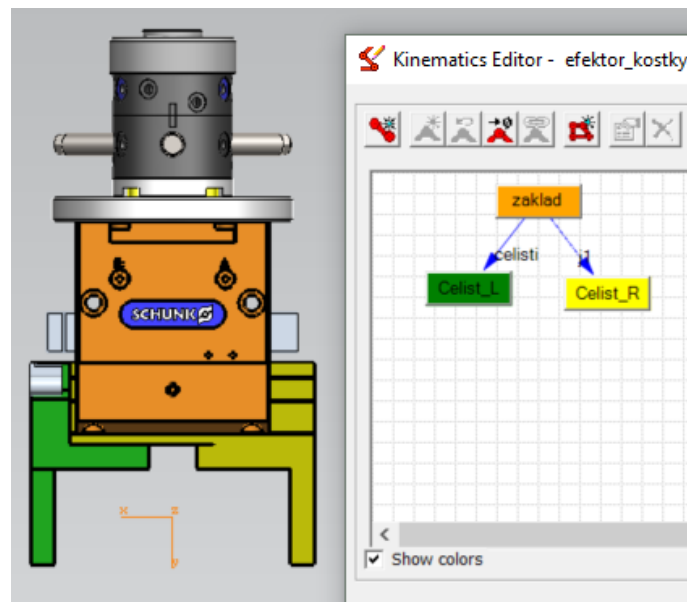 Kinematics Editor - efektor_kostky
zaklad
celisti
j1
Celist_L
Celist_R
Show colors
B
A
SCHUNK
x
z
y